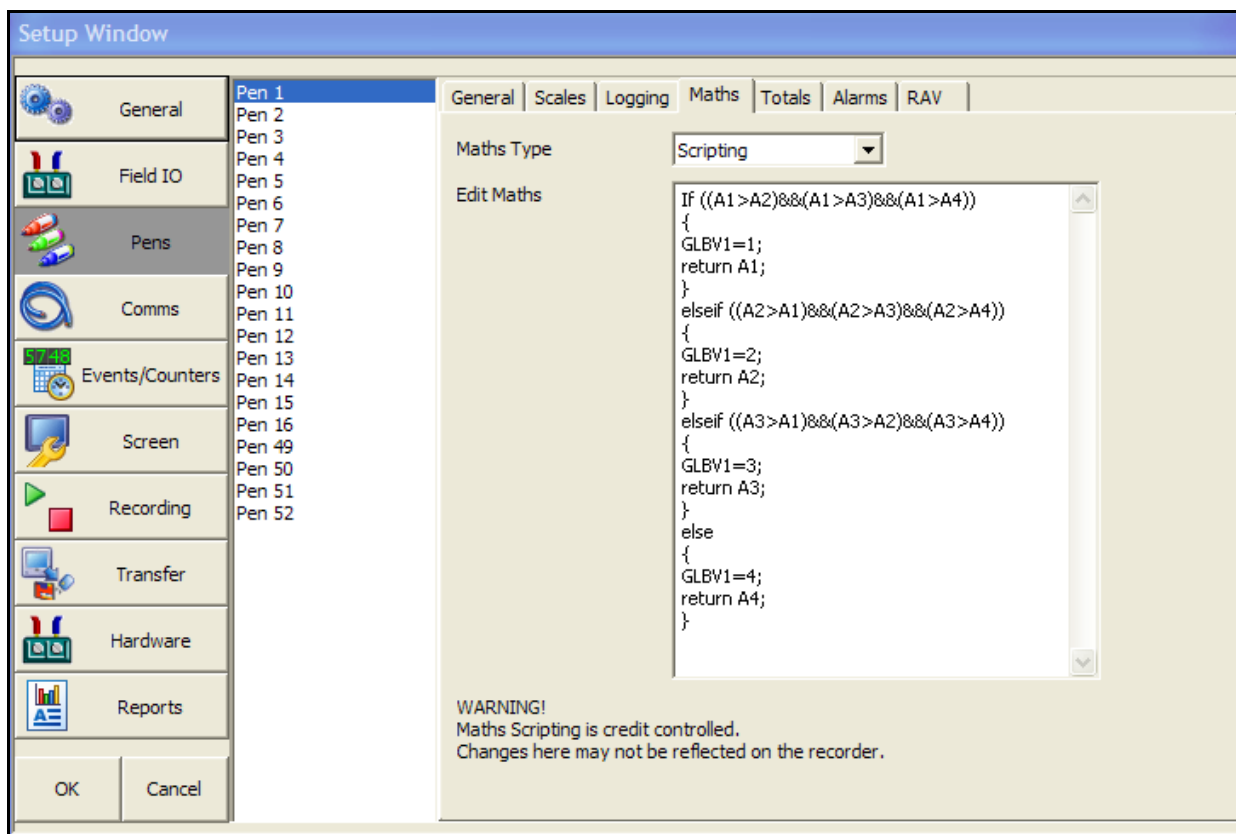 Setup Window
General
Field IO
Pens
Comms
57:48
Events/Counters
Screen
Recording
Transfer
Hardware
Reports
OK Cancel
Pen 1
Pen 2
Pen 3
Pen 4
Pen 5
Pen 6
Pen 7
Pen 8
Pen 9
Pen 10
Pen 11
Pen 12
Pen 13
Pen 14
Pen 15
Pen 16
Pen 49
Pen 50
Pen 51
Pen 52
General Scales Logging Maths Totals Alarms RAV
Maths Type Scripting
Edit Maths
If ((A1>A2)&&(A1>A3)&&(A1>A4))
{
GLBV1=1;
return A1;
}
elseif ((A2>A1)&&(A2>A3)&&(A2>A4))
{
GLBV1=2;
return A2;
}
elseif ((A3>A1)&&(A3>A2)&&(A3>A4))
{
GLBV1=3;
return A3;
}
else
{
GLBV1=4;
return A4;
}
WARNING!
Maths Scripting is credit controlled.
Changes here may not be reflected on the recorder.